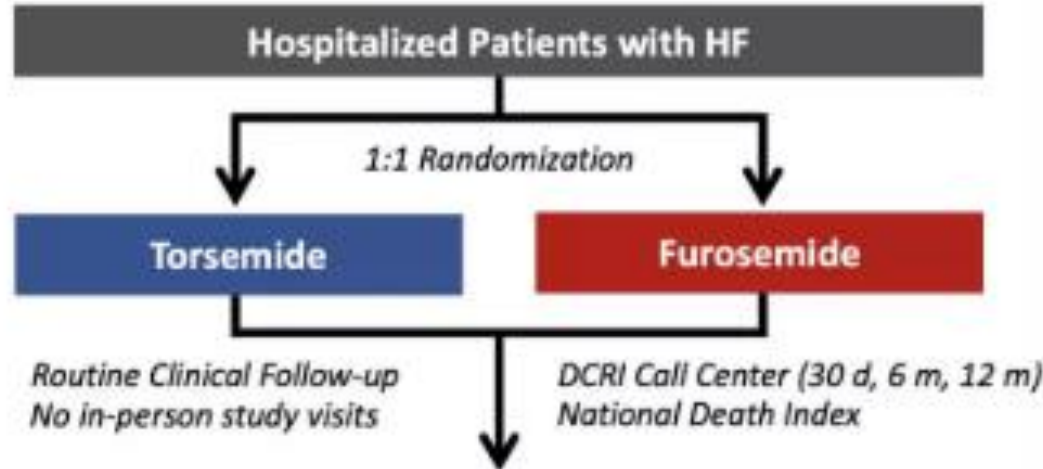 Hospitalized Patients with HF
1:1 Randomization
Torsemide
Furosemide
Routine Clinical Follow-up
No in-person study visits
DCRI Call Center (30 d, 6 m, 12 m)
National Death Index